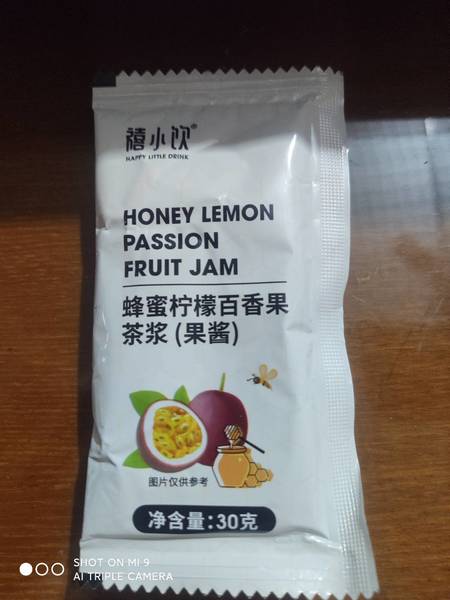 禧小饮®
HAPPY LITTLE DRINK
HONEY LEMON
PASSION
FRUIT JAM
蜂蜜柠檬百香果
茶浆 (果酱)
图片仅供参考
净含量:30克
SHOT ON MI 9
AI TRIPLE CAMERA